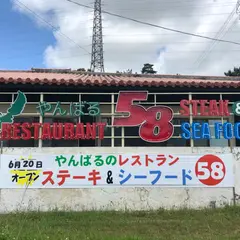 やんばる 58 STEAK &
RESTAURANT SEA FOO
6月20日 オープン
やんばるのレストラン
ステーキ & シーフード 58